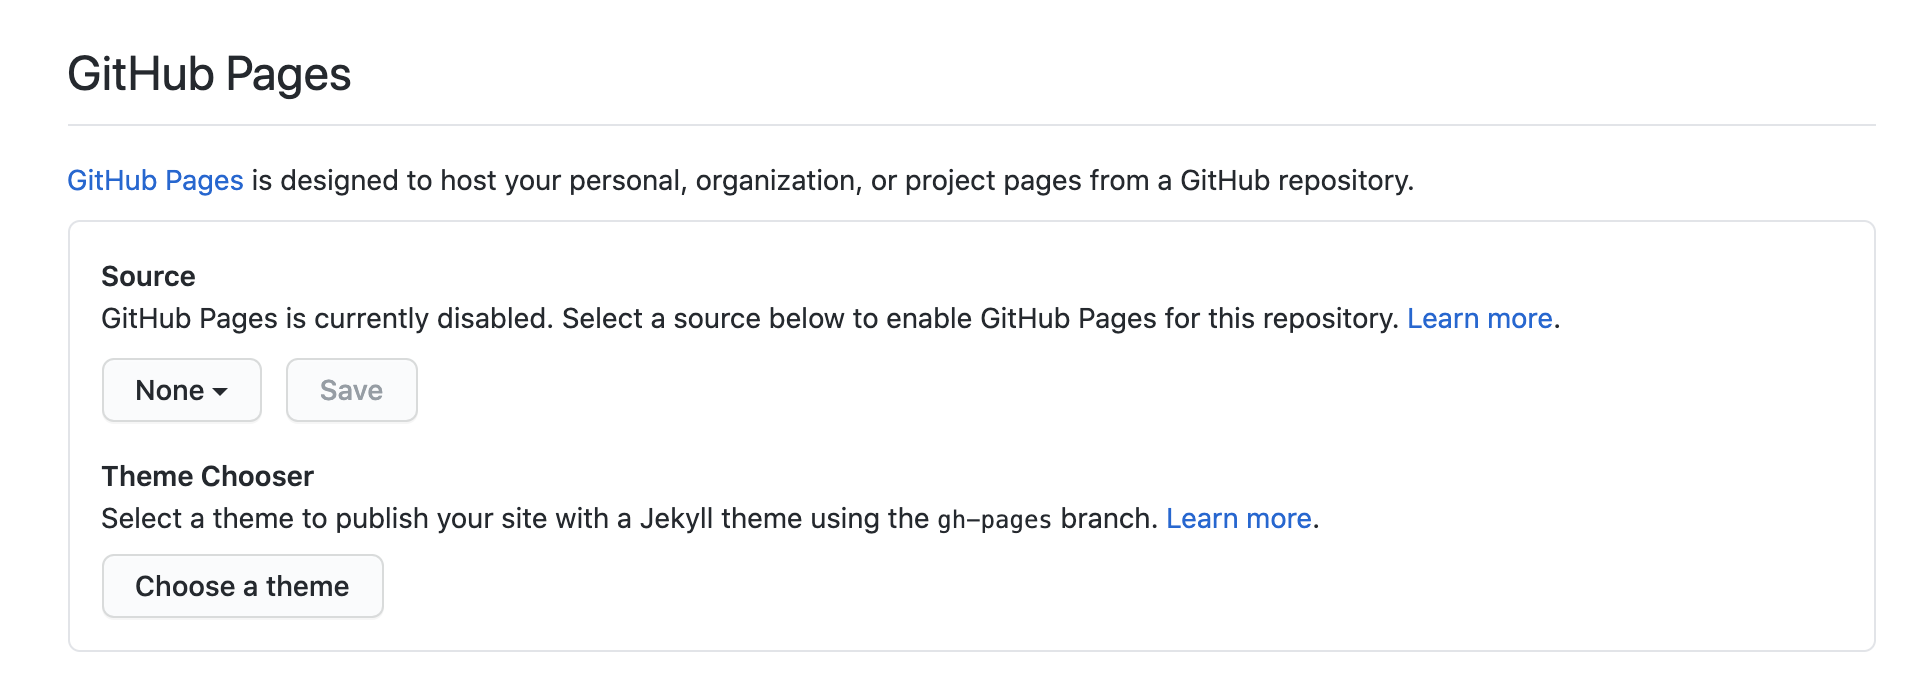 GitHub Pages
GitHub Pages is designed to host your personal, organization, or project pages from a GitHub repository.
Source
GitHub Pages is currently disabled. Select a source below to enable GitHub Pages for this repository. Learn more.
None Save
Theme Chooser
Select a theme to publish your site with a Jekyll theme using the gh-pages branch. Learn more.
Choose a theme